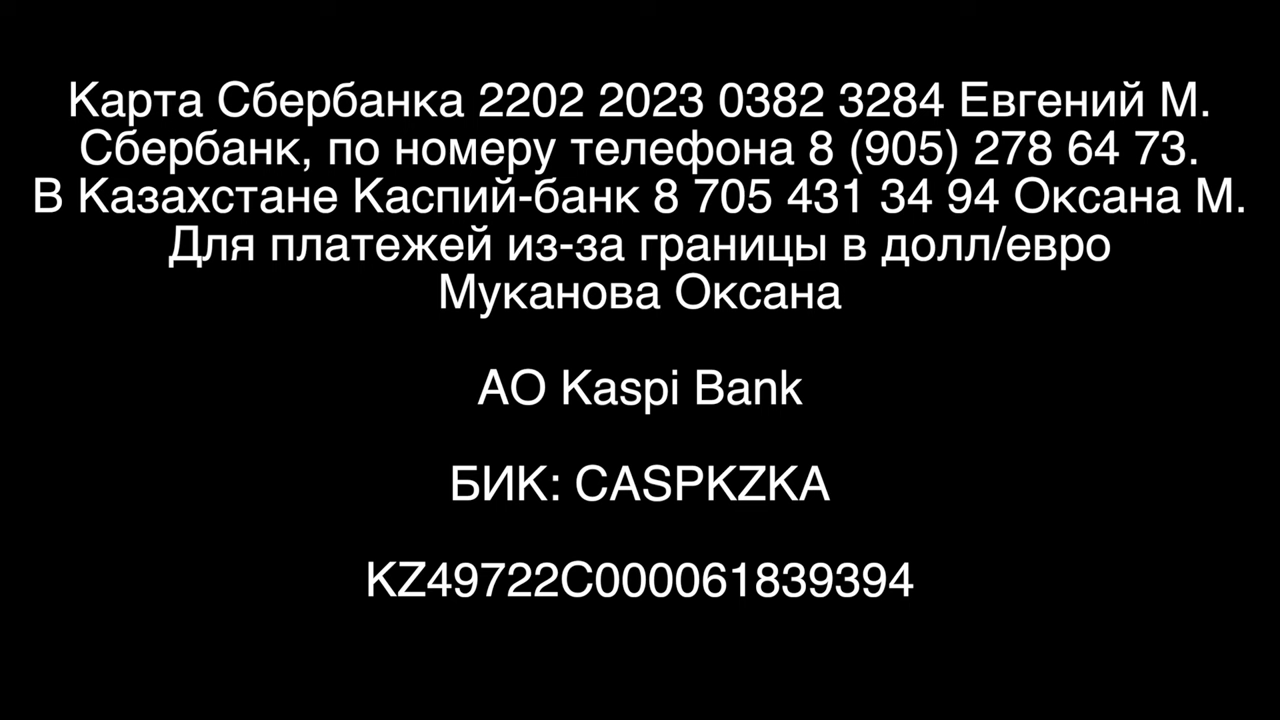 Карта Сбербанка 2202 2023 0382 3284 Евгений М.
Сбербанк, по номеру телефона 8 (905) 278 64 73.
В Казахстане Каспий-банк 8 705 431 34 94 Оксана М.
Для платежей из-за границы в долл/евро
Муканова Оксана
АО Kaspi Bank
БИК: CASPKZKA
KZ49722C000061839394